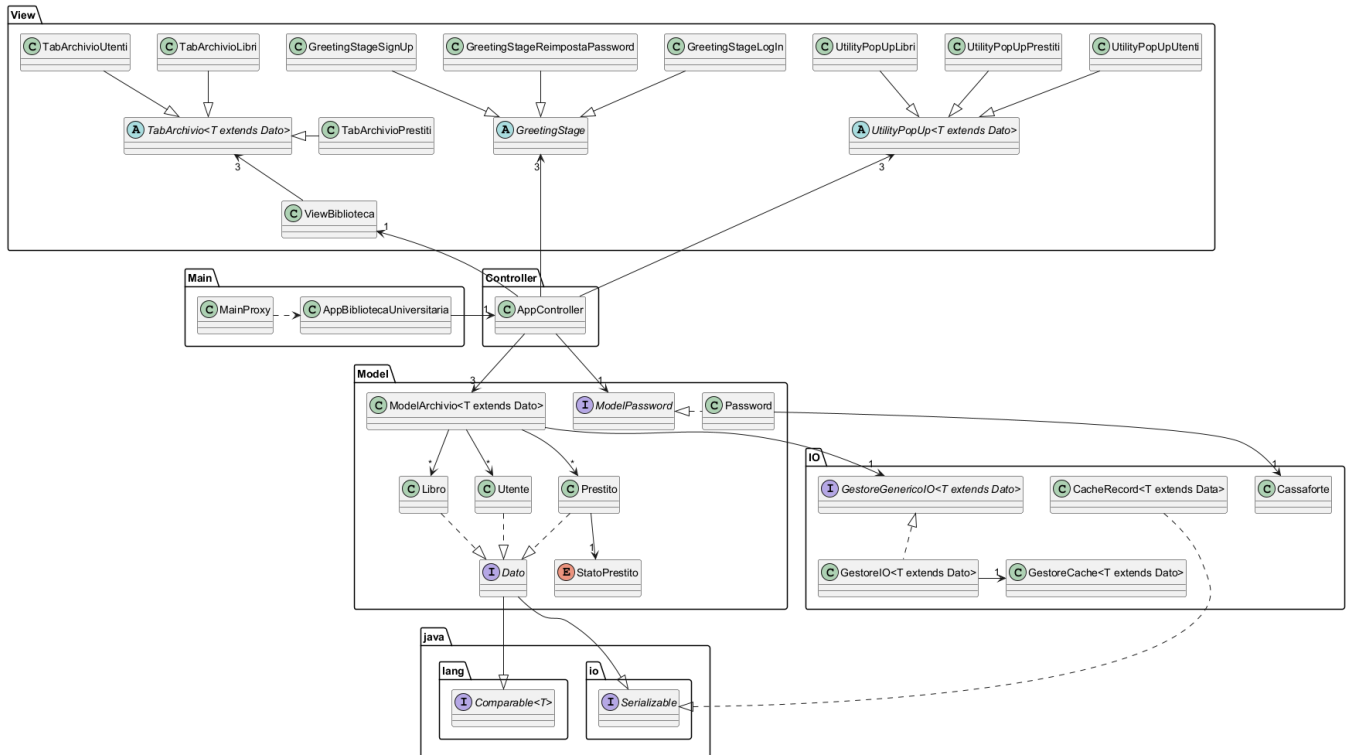 View
TabArchivioUtenti
TabArchivioLibri
GreetingStageSignUp
GreetingStageReimpostaPassword
GreetingStageLogIn
UtilityPopUpLibri
UtilityPopUpPrestiti
UtilityPopUpUtenti
TabArchivio<T extends Dato>
TabArchivioPrestiti
GreetingStage
UtilityPopUp<T extends Dato>
3
3
3
ViewBiblioteca
1
Main
Controller
MainProxy
AppBibliotecaUniversitaria
1
AppController
Model
3
1
ModelArchivio<T extends Dato>
ModelPassword
Password
IO
*
*
*
1
1
Libro
Utente
Prestito
GestoreGenericoIO<T extends Dato>
CacheRecord<T extends Data>
Cassaforte
1
Dato
StatoPrestito
GestoreIO<T extends Dato>
1
GestoreCache<T extends Dato>
java
lang
io
Comparable<T>
Serializable